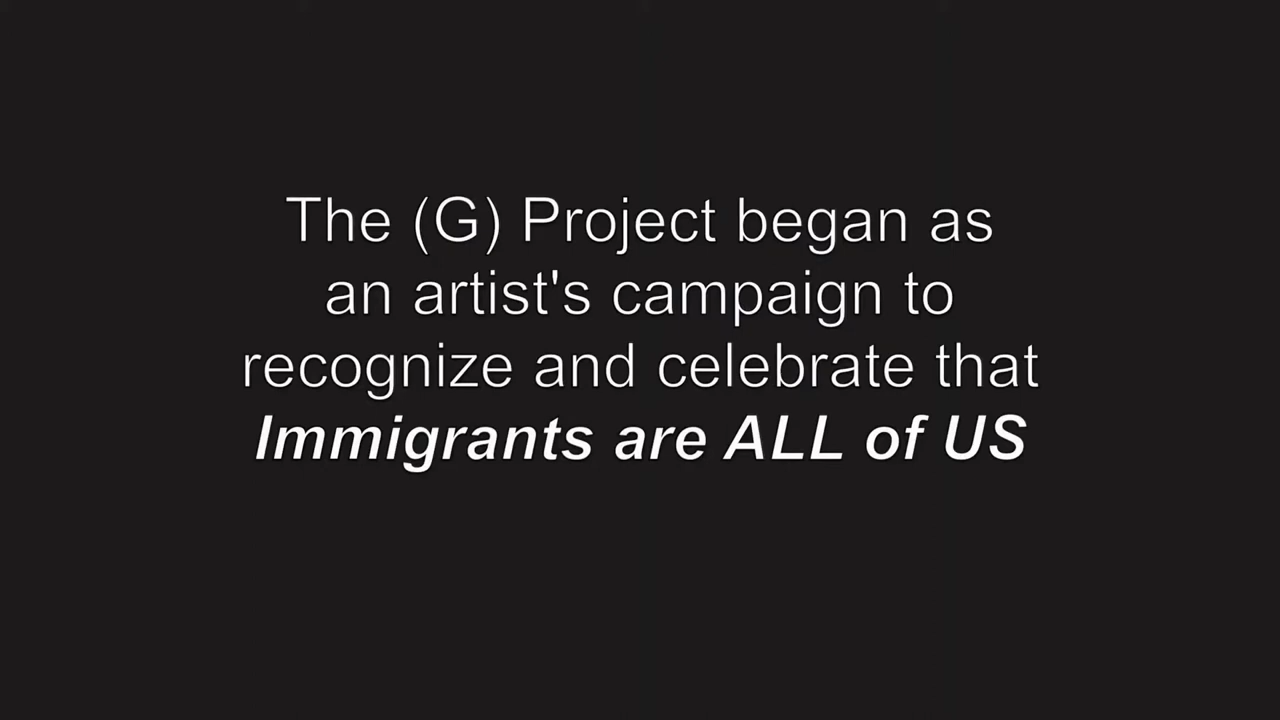 The (G) Project began as
an artist's campaign to
recognize and celebrate that
Immigrants are ALL of US